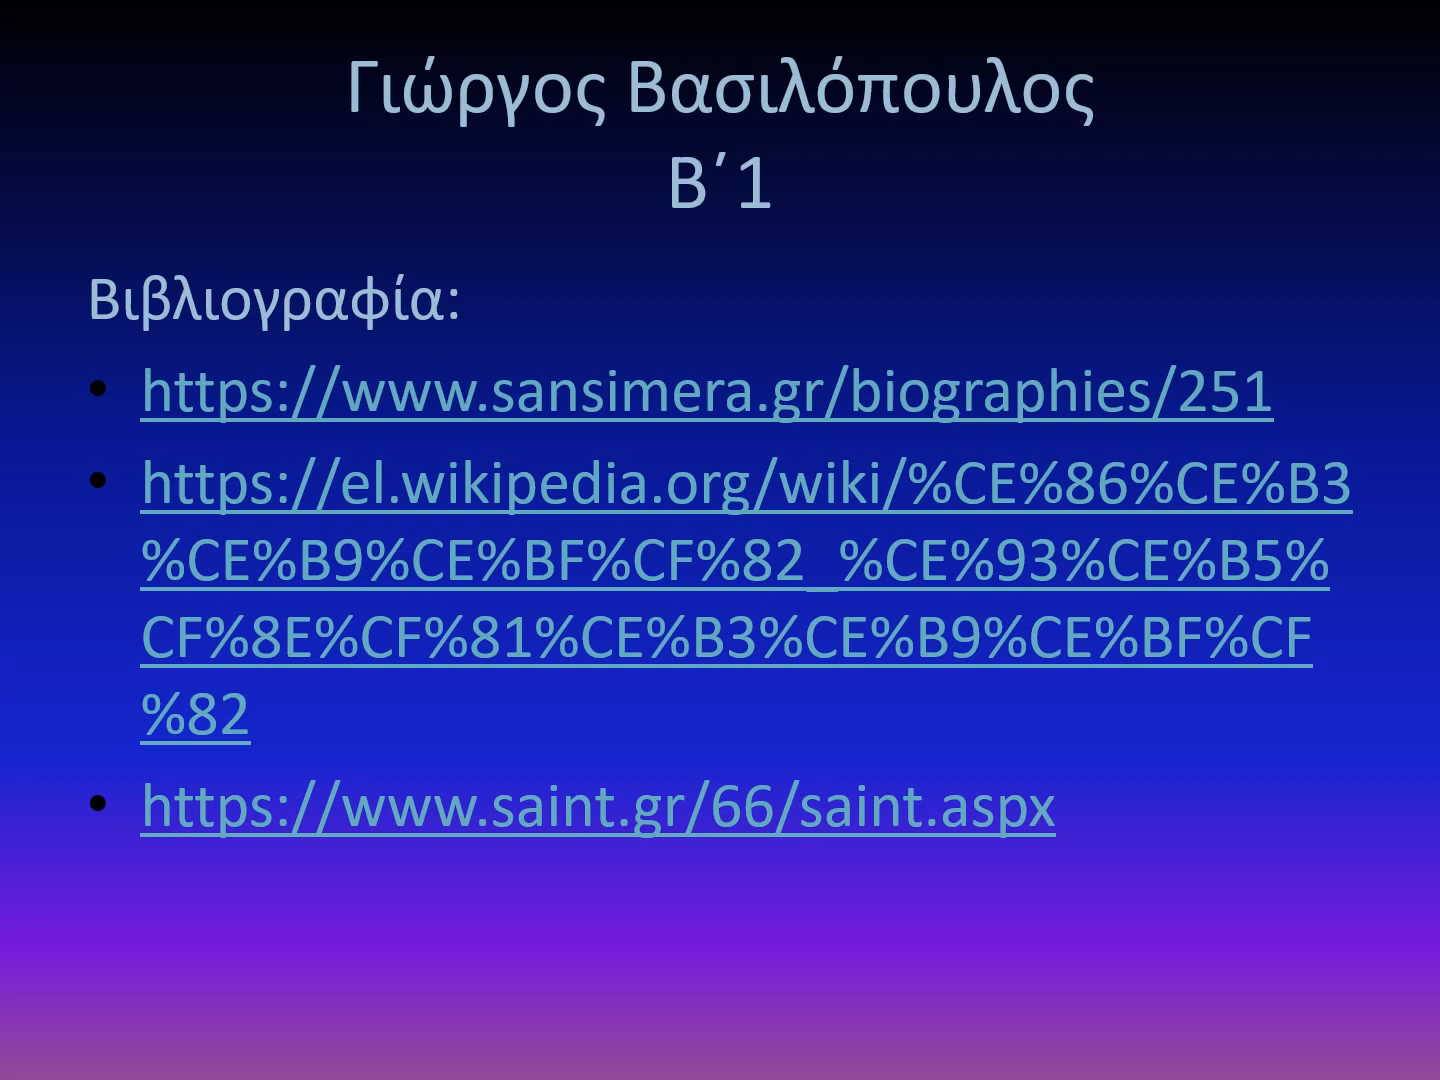 Γιώργος Βασιλόπουλος
Β΄1
Βιβλιογραφία:
• https://www.sansimera.gr/biographies/251
• https://el.wikipedia.org/wiki/%CE%86%CE%B3
%CE%B9%CE%BF%CF%82_%CE%93%CE%B5%
CF%8E%CF%81%CE%B3%CE%B9%CE%BF%CF
%82
• https://www.saint.gr/66/saint.aspx